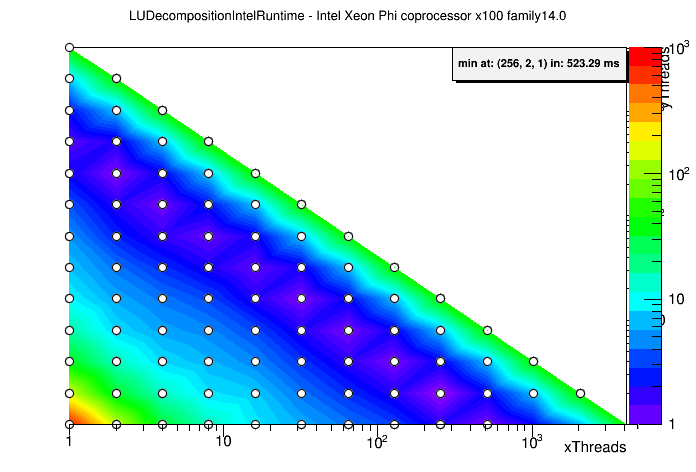 LUDecompositionIntelRuntime - Intel Xeon Phi coprocessor x100 family14.0
min at: (256, 2, 1) in: 523.29 ms
10³
yThreads
10²
10
1
1
10
10²
10³
xThreads